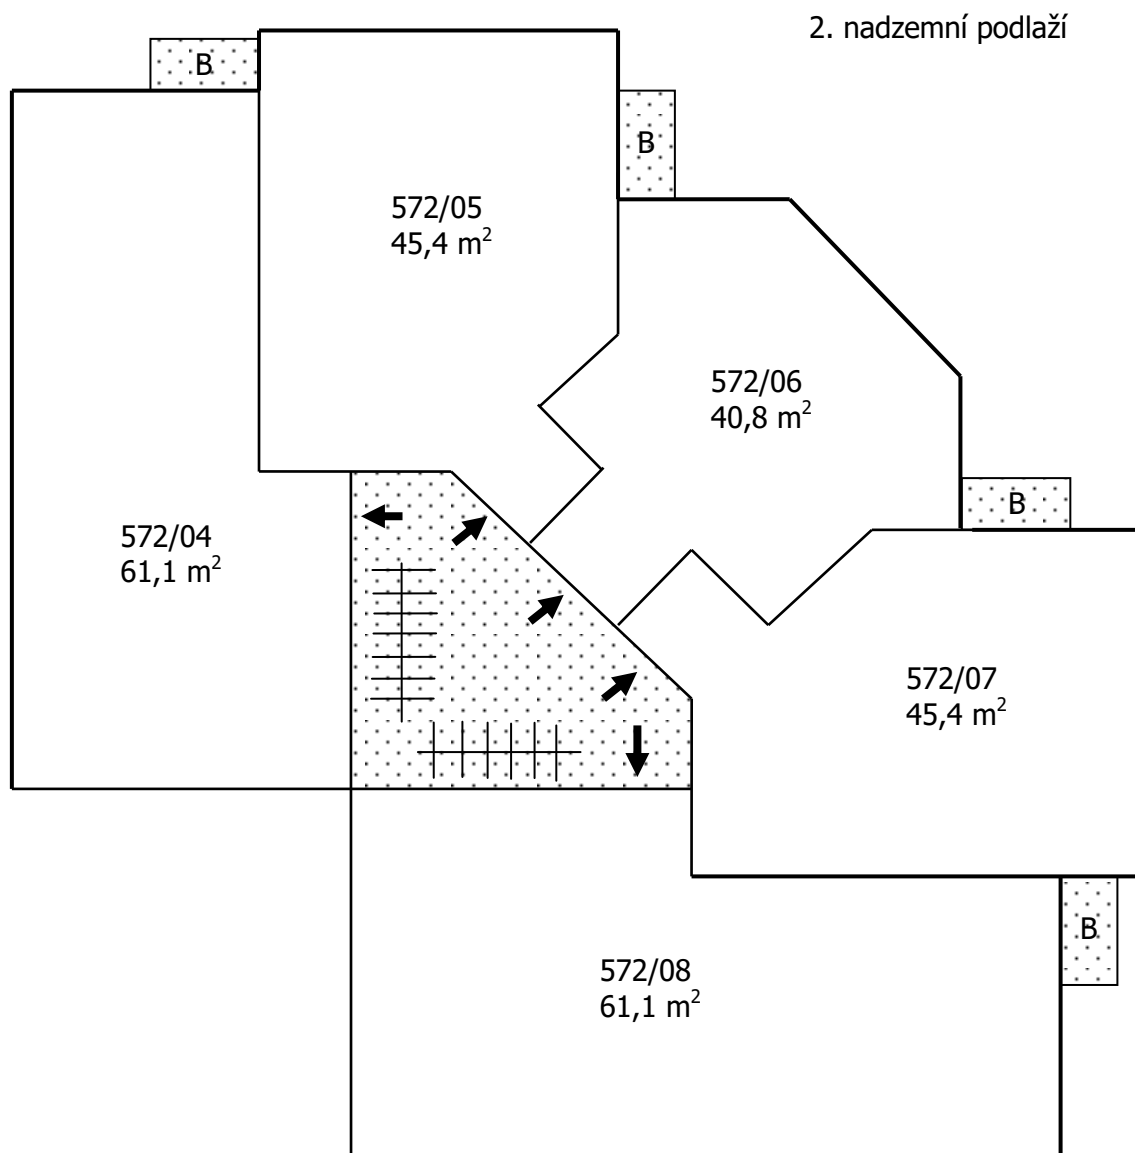 2. nadzemní podlaží
B
B
572/05
45,4 m²
572/06
40,8 m²
B
572/04
61,1 m²
572/07
45,4 m²
B
572/08
61,1 m²